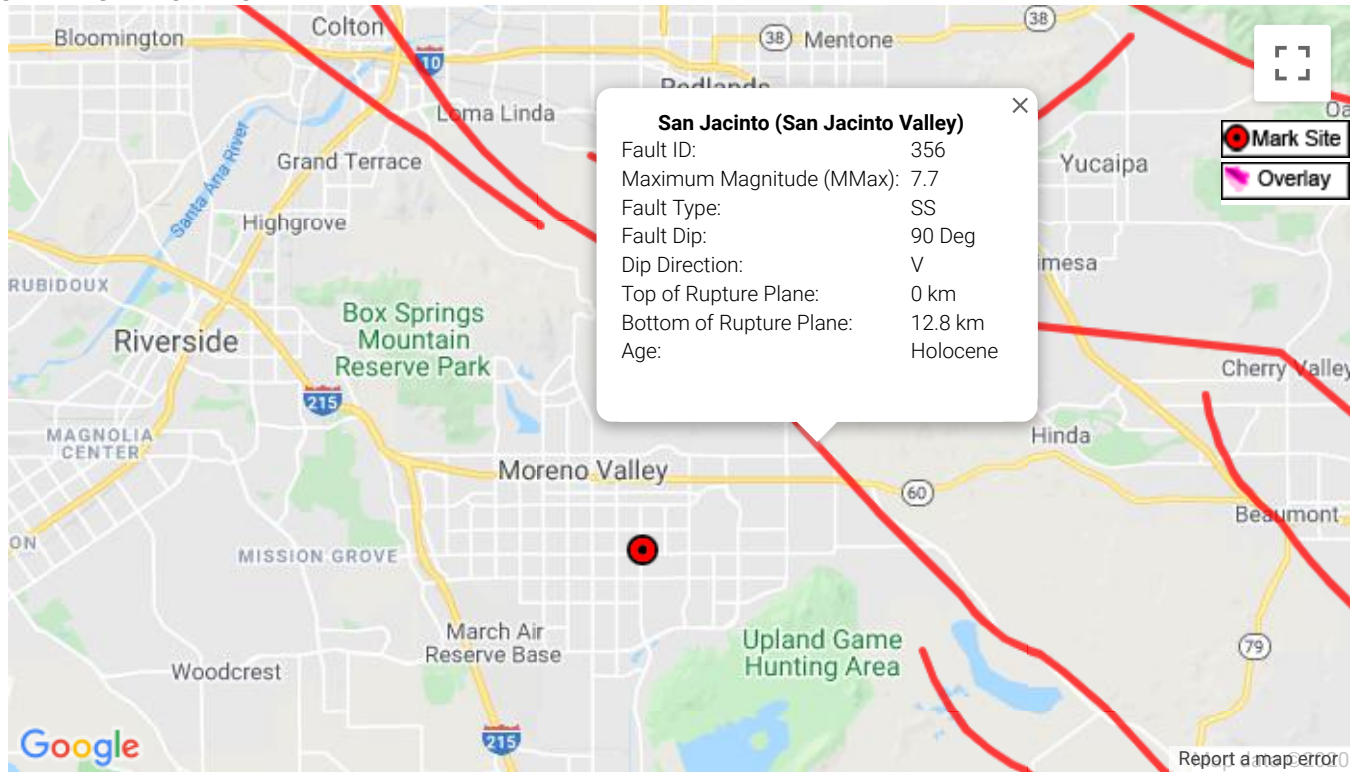 Colton
38
Bloomington
38 Mentone
10
Redlands
Loma Linda
San Jacinto (San Jacinto Valley)
Fault ID: 356
Maximum Magnitude (MMax): 7.7
Fault Type: SS
Fault Dip: 90 Deg
Dip Direction: V
Top of Rupture Plane: 0 km
Bottom of Rupture Plane: 12.8 km
Age: Holocene
Mark Site
Overlay
Grand Terrace
Yucaipa
Santa Ana River
Highgrove
imesa
RUBIDOUX
Box Springs
Mountain
Reserve Park
Riverside
Cherry Valley
215
MAGNOLIA
CENTER
Hinda
Moreno Valley
60
Beaumont
ON
MISSION GROVE
March Air
Reserve Base
Upland Game
Hunting Area
79
Woodcrest
Google
215
Report a map error